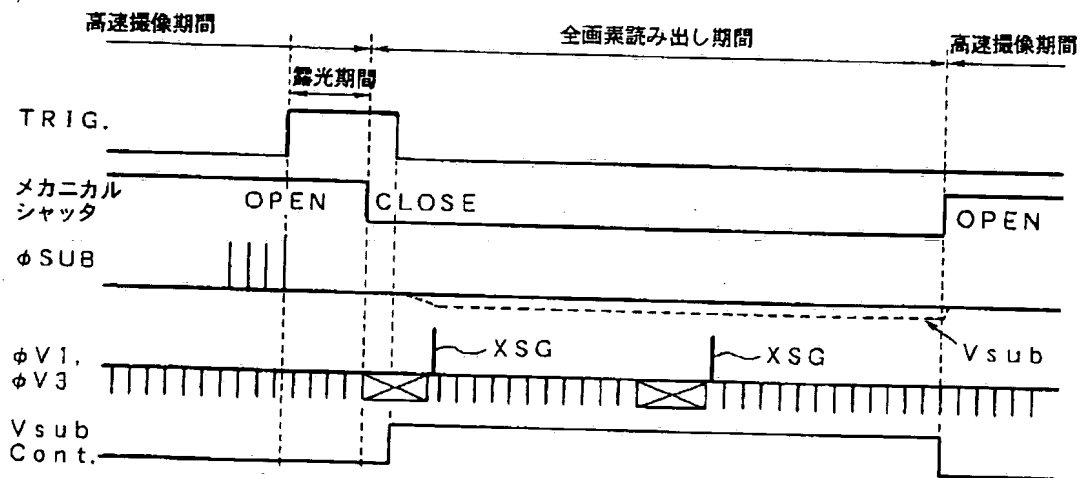 高速撮像期間
全画素読み出し期間
高速撮像期間
露光期間
TRIG.
メカニカル
シャッタ
OPEN
CLOSE
OPEN
φSUB
Vsub
XSG
XSG
φV1,
φV3
Vsub
Cont.